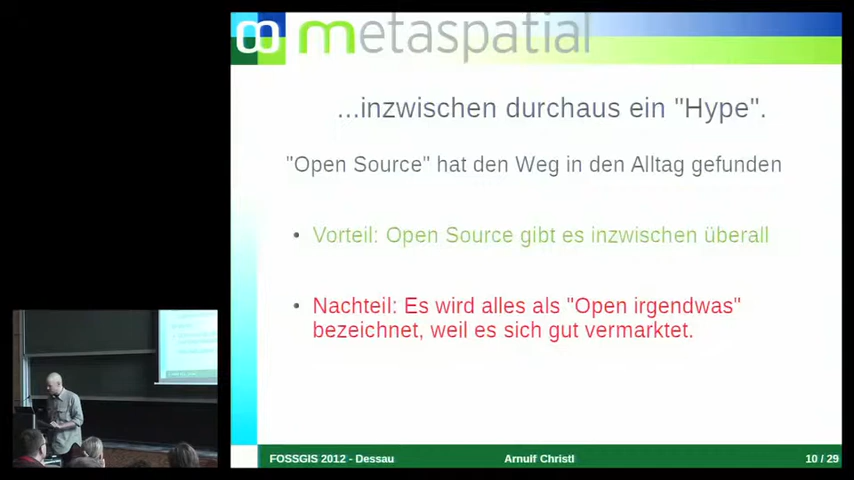 metaspatial
...inzwischen durchaus ein "Hype".
"Open Source" hat den Weg in den Alltag gefunden
• Vorteil: Open Source gibt es inzwischen überall
• Nachteil: Es wird alles als "Open irgendwas"
bezeichnet, weil es sich gut vermarktet.
FOSSGIS 2012 - Dessau Arnulf Christl 10 / 29